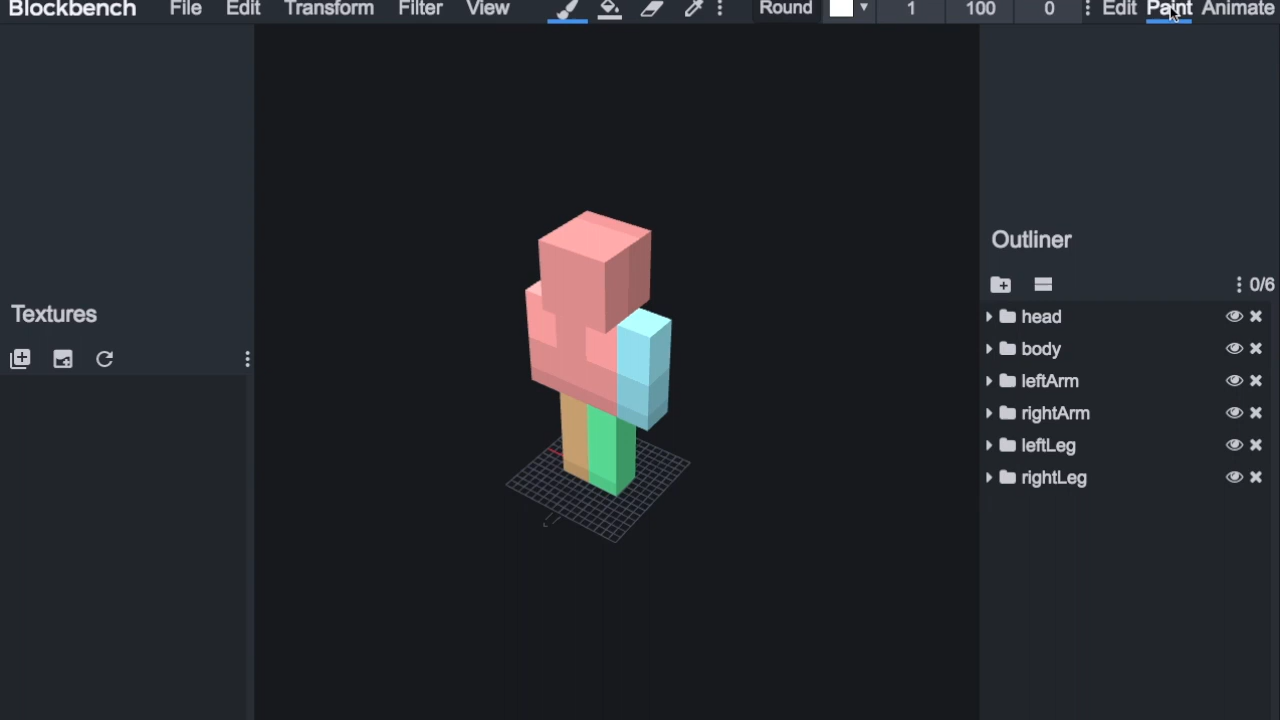 Blockbench File Edit Transform Filter View Round 1 100 0 Edit Paint Animate
Textures
Outliner
0/6
head
body
leftArm
rightArm
leftLeg
rightLeg